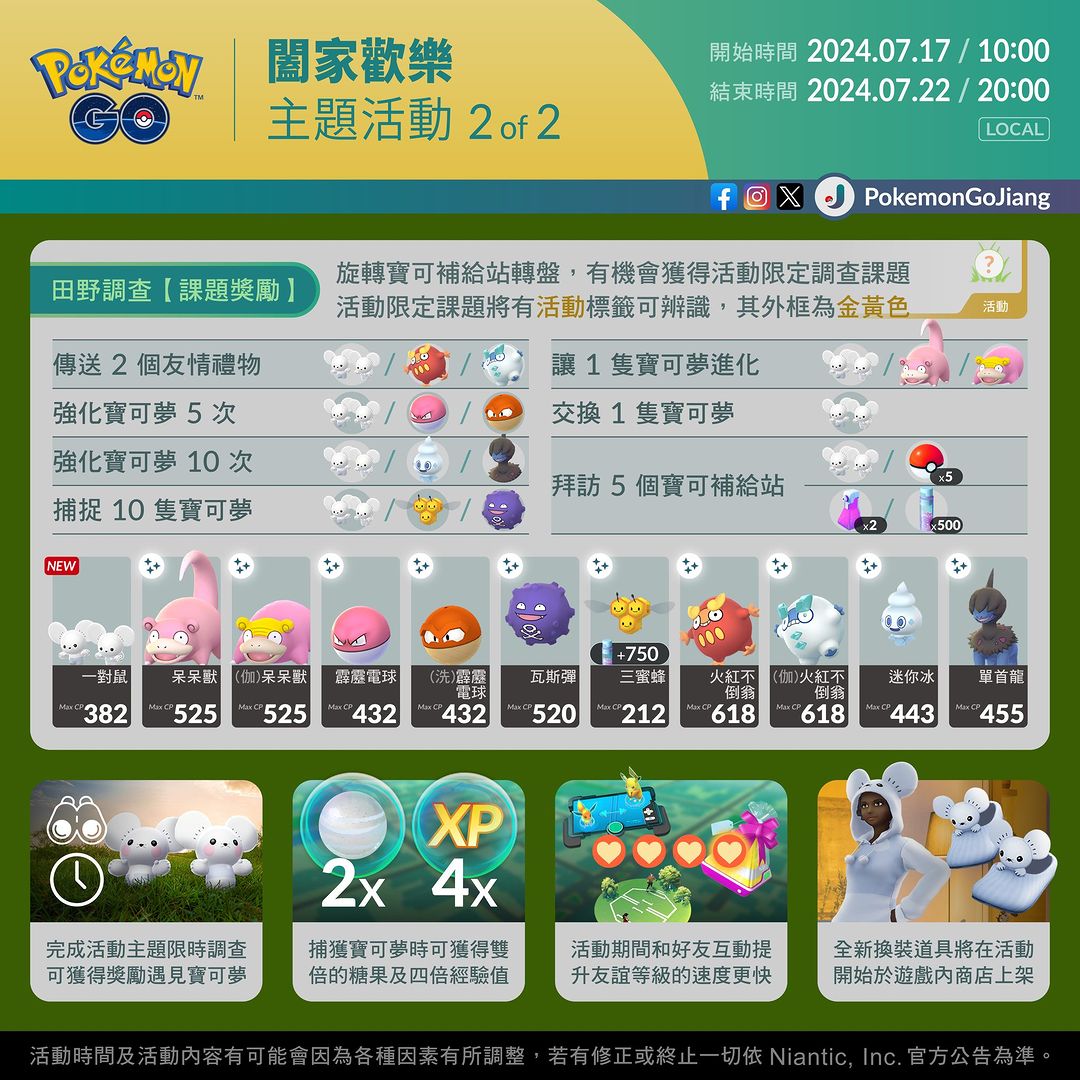 POKéMON
GO
TM
闔家歡樂
主題活動 2 of 2
開始時間 2024.07.17 / 10:00
結束時間 2024.07.22 / 20:00
LOCAL
PokemonGoJiang
田野調查【課題獎勵】
旋轉寶可補給站轉盤，有機會獲得活動限定調查課題
活動限定課題將有活動標籤可辨識，其外框為金黃色
?
活動
傳送 2 個友情禮物
強化寶可夢 5 次
強化寶可夢 10 次
捕捉 10 隻寶可夢
讓 1 隻寶可夢進化
交換 1 隻寶可夢
拜訪 5 個寶可補給站
x5
x2
x500
NEW
一對鼠
Max CP 382
呆呆獸
Max CP 525
(伽)呆呆獸
Max CP 525
霹靂電球
Max CP 432
(洗)霹靂
電球
Max CP 432
瓦斯彈
Max CP 520
+750
三蜜蜂
Max CP 212
火紅不
倒翁
Max CP 618
(伽)火紅不
倒翁
Max CP 618
迷你冰
Max CP 443
單首龍
Max CP 455
2x
XP
4x
完成活動主題限時調查
可獲得獎勵遇見寶可夢
捕獲寶可夢時可獲得雙
倍的糖果及四倍經驗值
活動期間和好友互動提
升友誼等級的速度更快
全新換裝道具將在活動
開始於遊戲內商店上架
活動時間及活動內容有可能會因為各種因素有所調整，若有修正或終止一切依 Niantic, Inc. 官方公告為準。